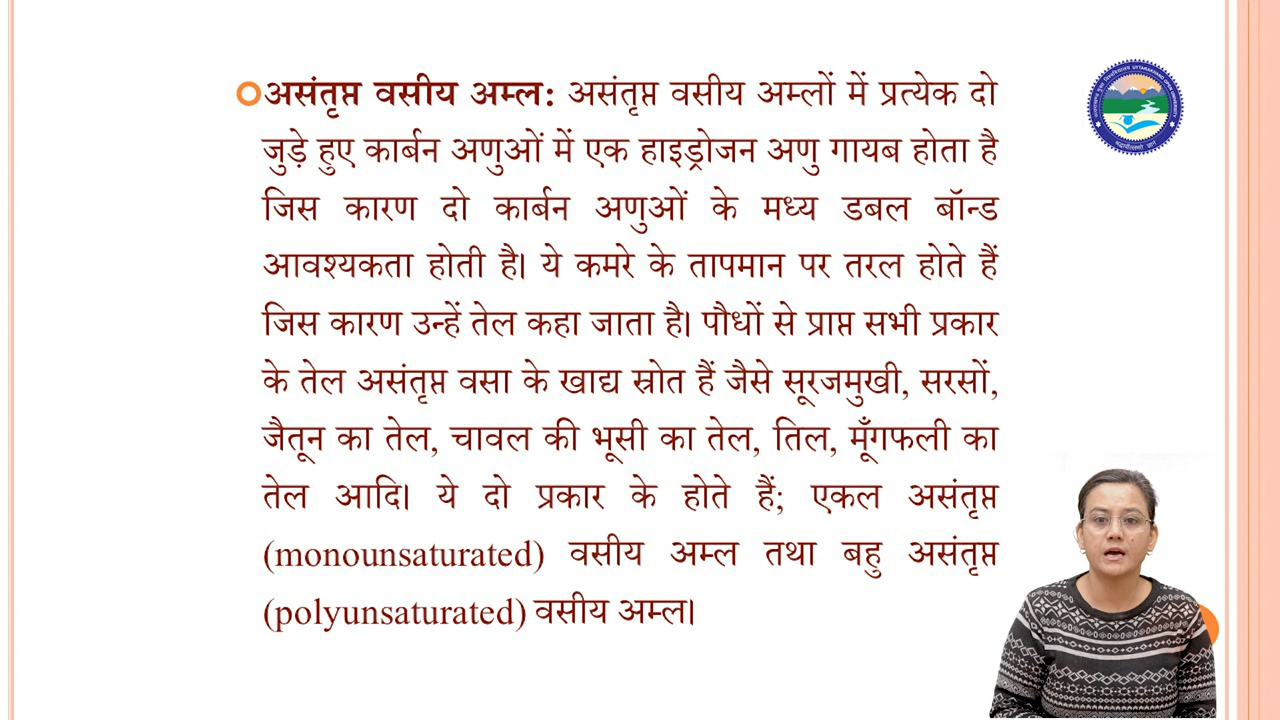 असंतृप्त वसीय अम्ल: असंतृप्त वसीय अम्लों में प्रत्येक दो
जुड़े हुए कार्बन अणुओं में एक हाइड्रोजन अणु गायब होता है
जिस कारण दो कार्बन अणुओं के मध्य डबल बॉन्ड
आवश्यकता होती है। ये कमरे के तापमान पर तरल होते हैं
जिस कारण उन्हें तेल कहा जाता है। पौधों से प्राप्त सभी प्रकार
के तेल असंतृप्त वसा के खाद्य स्रोत हैं जैसे सूरजमुखी, सरसों,
जैतून का तेल, चावल की भूसी का तेल, तिल, मूँगफली का
तेल आदि। ये दो प्रकार के होते हैं; एकल असंतृप्त
(monounsaturated) वसीय अम्ल तथा बहु असंतृप्त
(polyunsaturated) वसीय अम्ल।